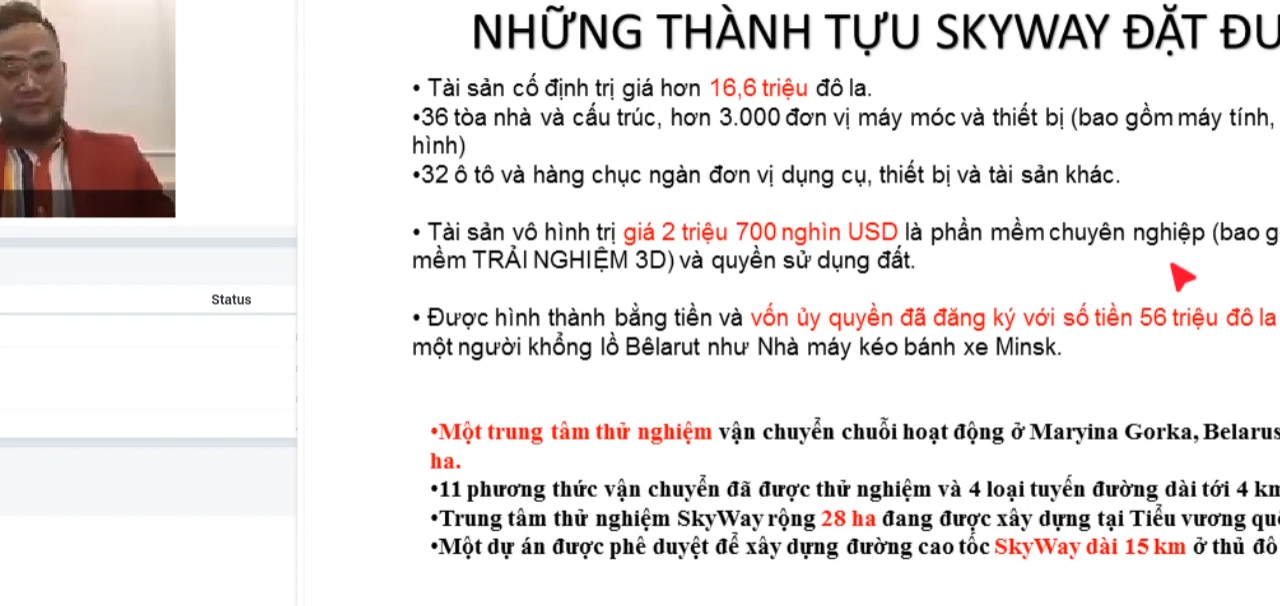 NHỮNG THÀNH TỰU SKYWAY ĐẶT ĐƯ
• Tài sản cố định trị giá hơn 16,6 triệu đô la.
•36 tòa nhà và cấu trúc, hơn 3.000 đơn vị máy móc và thiết bị (bao gồm máy tính,
hình)
•32 ô tô và hàng chục ngàn đơn vị dụng cụ, thiết bị và tài sản khác.
• Tài sản vô hình trị giá 2 triệu 700 nghìn USD là phần mềm chuyên nghiệp (bao g
mềm TRẢI NGHIỆM 3D) và quyền sử dụng đất.
Status
• Được hình thành bằng tiền và vốn ủy quyền đã đăng ký với số tiền 56 triệu đô la
một người khổng lồ Bêlarut như Nhà máy kéo bánh xe Minsk.
•Một trung tâm thử nghiệm vận chuyển chuỗi hoạt động ở Maryina Gorka, Belarus
ha.
•11 phương thức vận chuyển đã được thử nghiệm và 4 loại tuyến đường dài tới 4 km
•Trung tâm thử nghiệm SkyWay rộng 28 ha đang được xây dựng tại Tiểu vương quố
•Một dự án được phê duyệt để xây dựng đường cao tốc SkyWay dài 15 km ở thủ đô